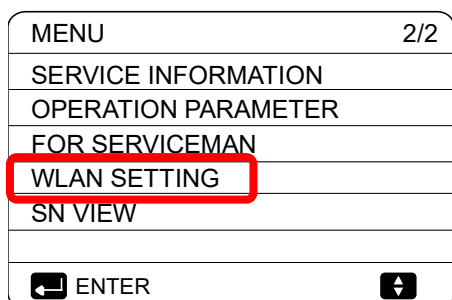 MENU 2/2
SERVICE INFORMATION
OPERATION PARAMETER
FOR SERVICEMAN
WLAN SETTING
SN VIEW
ENTER